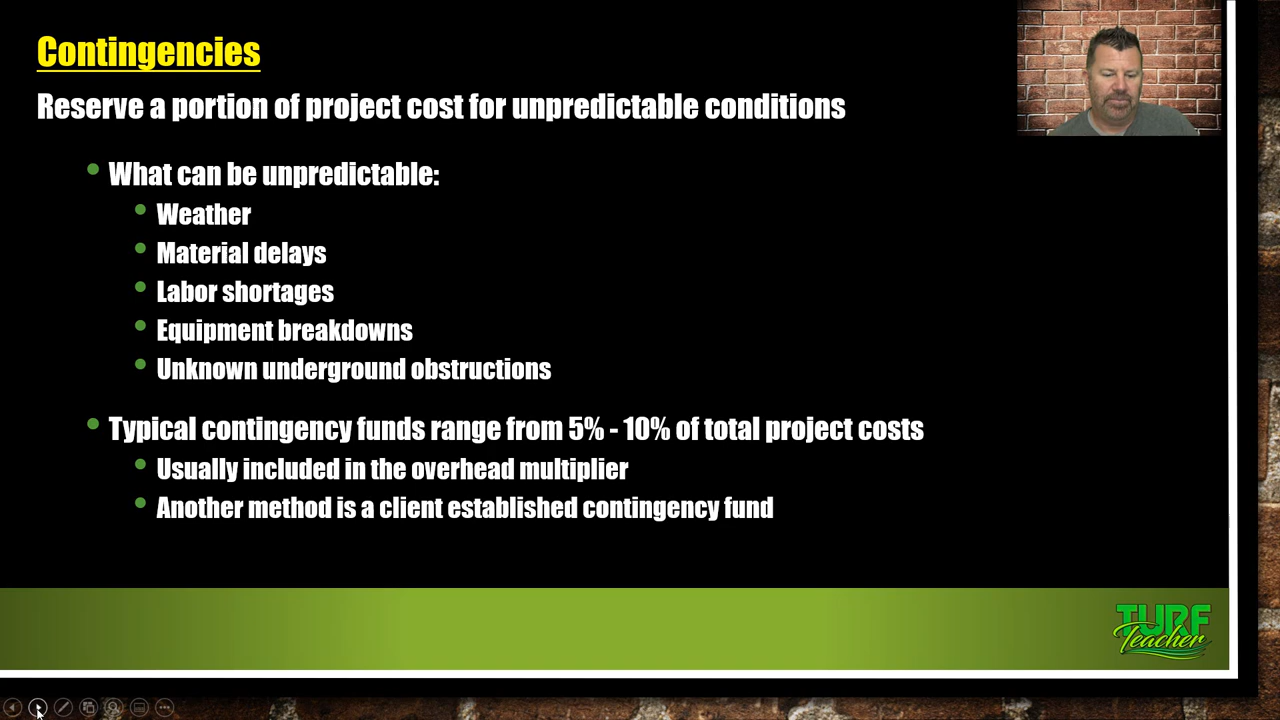 Contingencies
Reserve a portion of project cost for unpredictable conditions
What can be unpredictable:
Weather
Material delays
Labor shortages
Equipment breakdowns
Unknown underground obstructions
Typical contingency funds range from 5% - 10% of total project costs
Usually included in the overhead multiplier
Another method is a client established contingency fund
TURF
Teacher